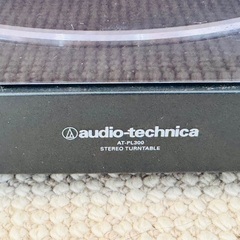 audio-technica
AT-PL300
STEREO TURNTABLE